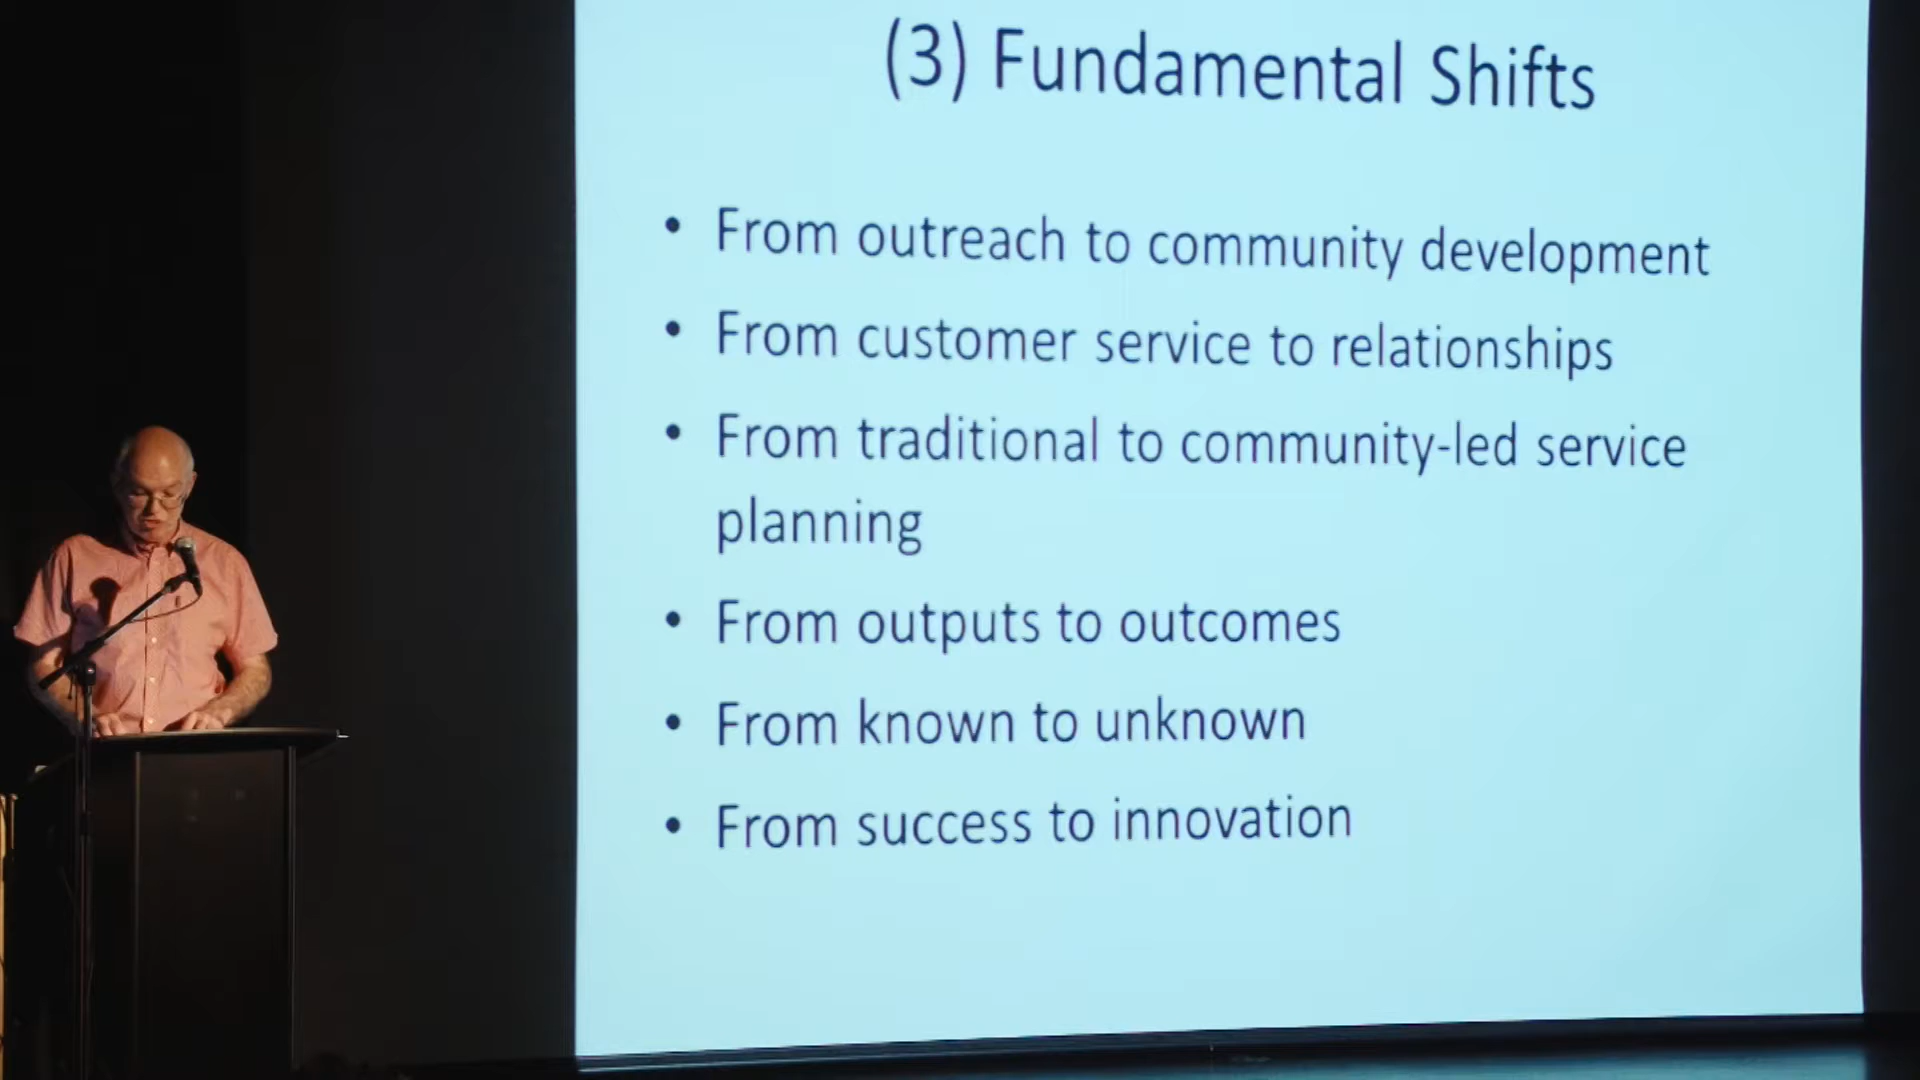 (3) Fundamental Shifts
• From outreach to community development
• From customer service to relationships
• From traditional to community-led service
planning
• From outputs to outcomes
• From known to unknown
• From success to innovation